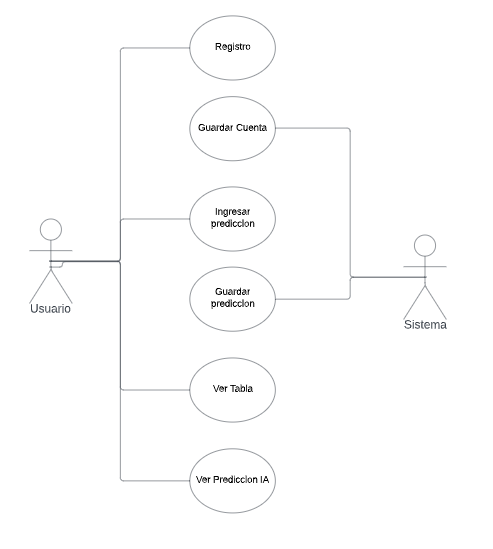 Registro
Guardar Cuenta
Ingresar
prediccion
Guardar
prediccion
Usuario
Sistema
Ver Tabla
Ver Prediccion IA